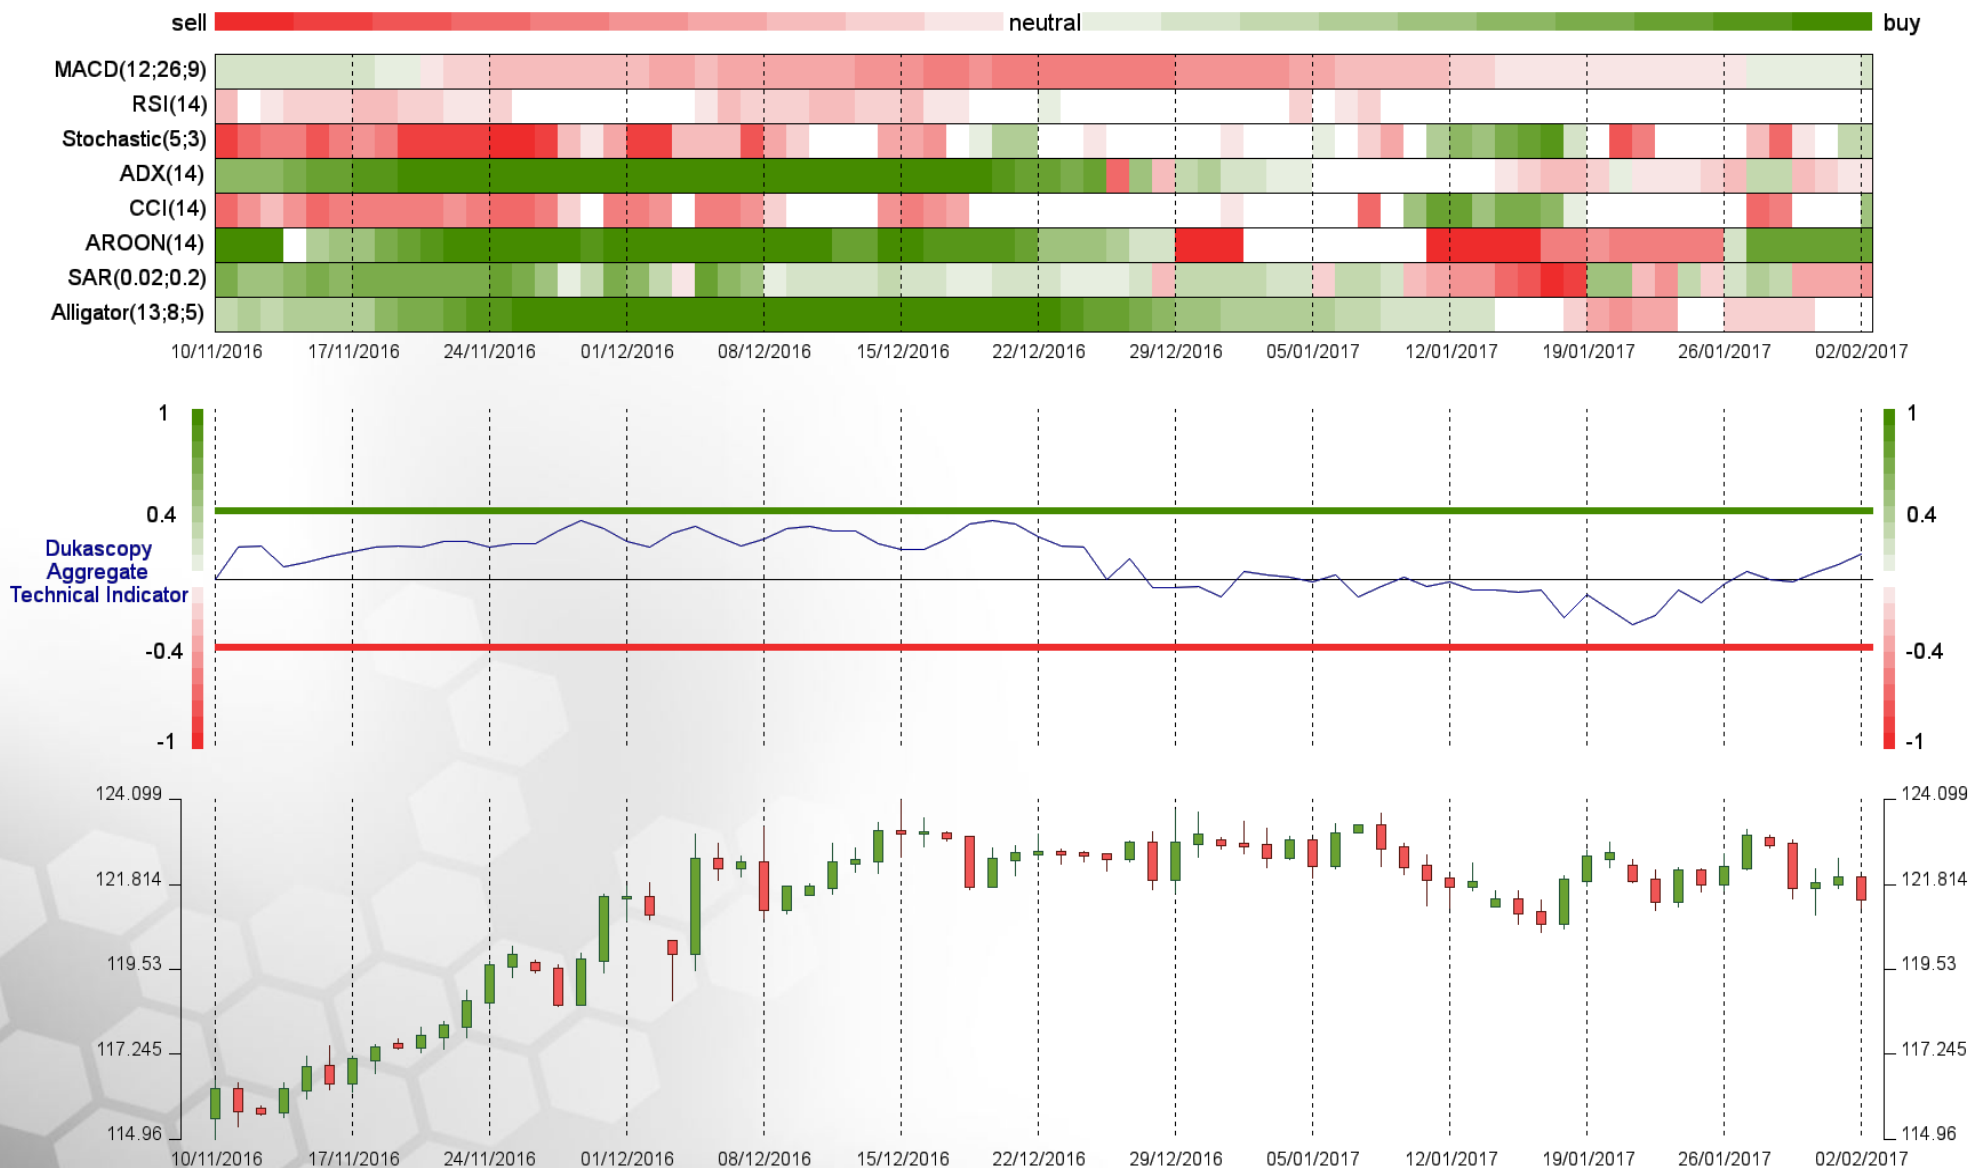 sell neutral buy
MACD(12;26;9)
RSI(14)
Stochastic(5;3)
ADX(14)
CCI(14)
AROON(14)
SAR(0.02;0.2)
Alligator(13;8;5)
10/11/2016 17/11/2016 24/11/2016 01/12/2016 08/12/2016 15/12/2016 22/12/2016 29/12/2016 05/01/2017 12/01/2017 19/01/2017 26/01/2017 02/02/2017
1 1
0.4 0.4
Dukascopy
Aggregate
Technical Indicator
-0.4 -0.4
-1 -1
124.099 124.099
121.814 121.814
119.53 119.53
117.245 117.245
114.96 114.96
10/11/2016 17/11/2016 24/11/2016 01/12/2016 08/12/2016 15/12/2016 22/12/2016 29/12/2016 05/01/2017 12/01/2017 19/01/2017 26/01/2017 02/02/2017